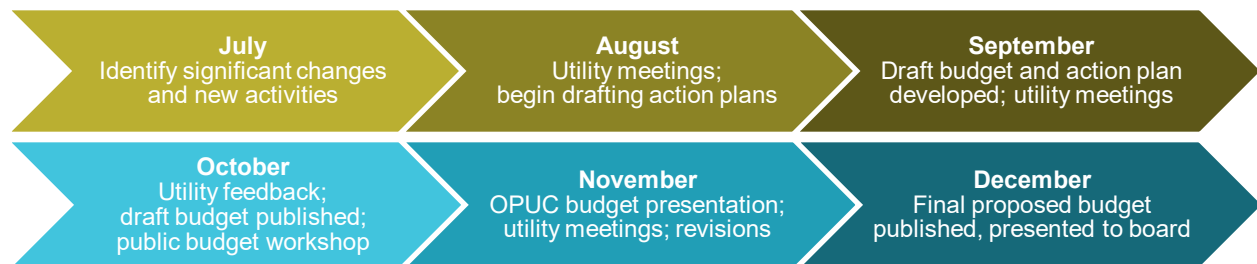 July
Identify significant changes
and new activities
August
Utility meetings;
begin drafting action plans
September
Draft budget and action plan
developed; utility meetings
October
Utility feedback;
draft budget published;
public budget workshop
November
OPUC budget presentation;
utility meetings; revisions
December
Final proposed budget
published, presented to board